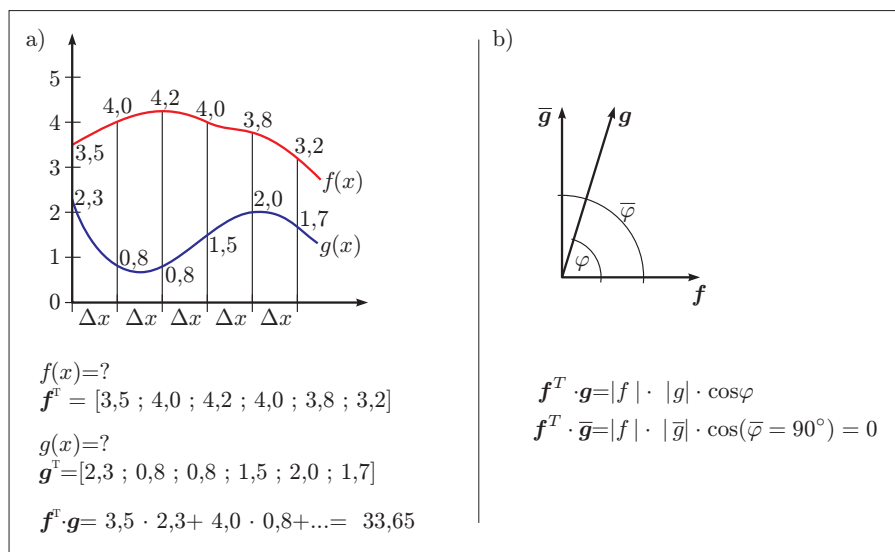 a)
5
4
3
2
1
0
3,5
4,0
4,2
4,0
3,8
3,2
f(x)
2,3
0,8
0,8
1,5
2,0
1,7
g(x)
Δx Δx Δx Δx Δx
f(x)=?
f^T = [3,5 ; 4,0 ; 4,2 ; 4,0 ; 3,8 ; 3,2]
g(x)=?
g^T=[2,3 ; 0,8 ; 0,8 ; 1,5 ; 2,0 ; 1,7]
f^T·g= 3,5 · 2,3+ 4,0 · 0,8+...= 33,65
b)
g̅ g
φ̅
φ
f
f^T ·g=|f| · |g| · cosφ
f^T · g̅=|f| · |g̅| · cos(φ̅ = 90°) = 0